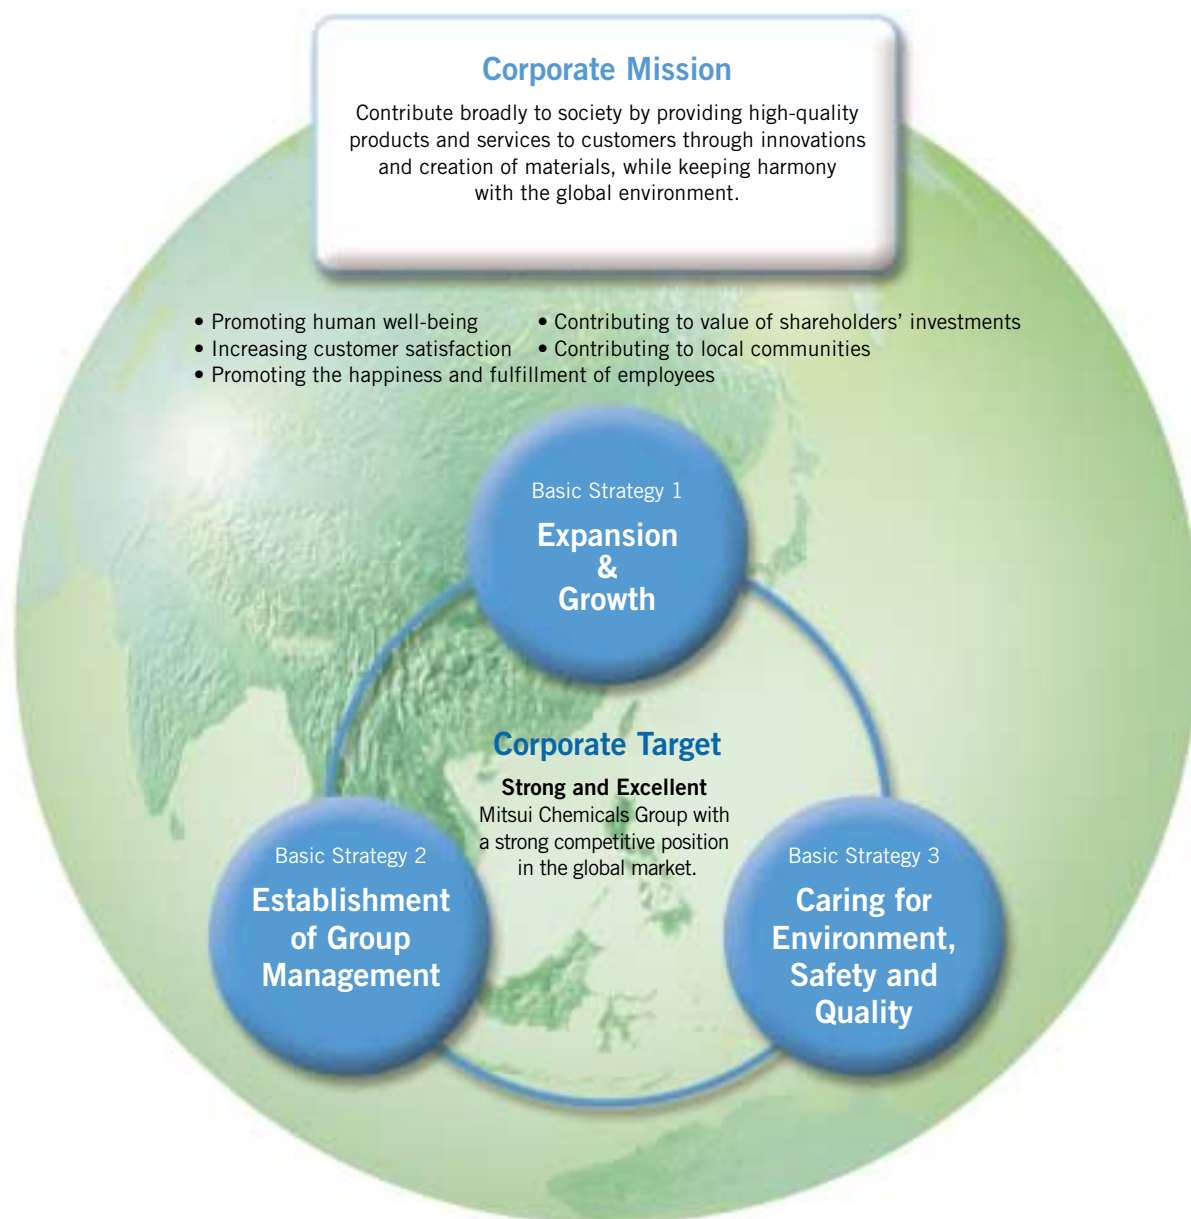 Corporate Mission
Contribute broadly to society by providing high-quality
products and services to customers through innovations
and creation of materials, while keeping harmony
with the global environment.
• Promoting human well-being • Contributing to value of shareholders’ investments
• Increasing customer satisfaction • Contributing to local communities
• Promoting the happiness and fulfillment of employees
Basic Strategy 1
Expansion
&
Growth
Corporate Target
Strong and Excellent
Mitsui Chemicals Group with
a strong competitive position
in the global market.
Basic Strategy 2
Establishment
of Group
Management
Basic Strategy 3
Caring for
Environment,
Safety and
Quality